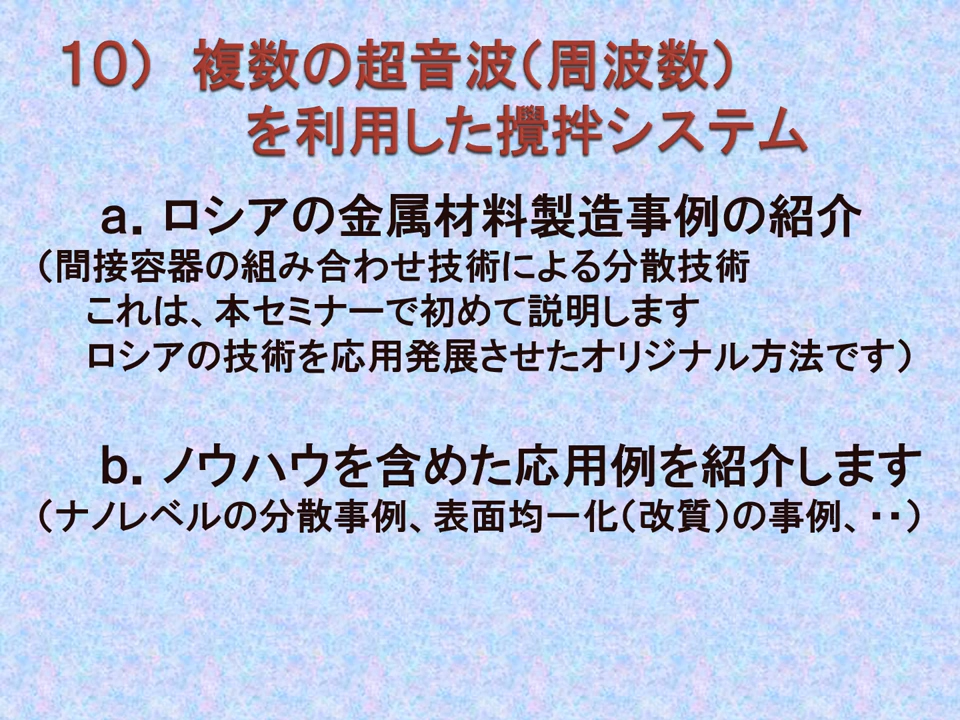 10） 複数の超音波（周波数）
を利用した攪拌システム
a．ロシアの金属材料製造事例の紹介
（間接容器の組み合わせ技術による分散技術
これは、本セミナーで初めて説明します
ロシアの技術を応用発展させたオリジナル方法です）
b．ノウハウを含めた応用例を紹介します
（ナノレベルの分散事例、表面均一化（改質）の事例、・・）